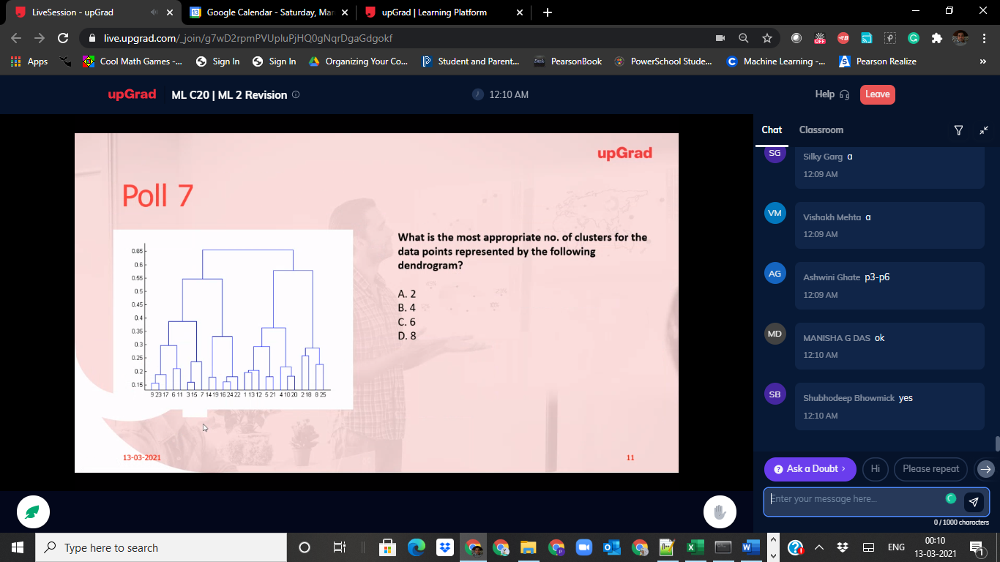 LiveSession - upGrad
Google Calendar - Saturday, Mar
upGrad | Learning Platform
live.upgrad.com/_join/g7wD2rpmPVUpluPjHQ0gNqrDgaGdgokf
OFF
Apps
Cool Math Games -...
Sign In
Sign In
Organizing Your Co...
Student and Parent...
PearsonBook
PowerSchool Stude...
Machine Learning -...
Pearson Realize
»
upGrad ML C20 | ML 2 Revision
12:10 AM
Help
Leave
upGrad
Poll 7
What is the most appropriate no. of clusters for the
data points represented by the following
dendrogram?
A. 2
B. 4
C. 6
D. 8
0.65
0.6
0.55
0.5
0.45
0.4
0.35
0.3
0.25
0.2
0.15
9 23 17 6 11 3 15 7 14 19 16 24 22 1 13 12 5 21 4 10 20 2 18 8 25
13-03-2021
11
Chat
Classroom
SG
Silky Garg a
12:09 AM
VM
Vishakh Mehta a
12:09 AM
AG
Ashwini Ghate p3-p6
12:09 AM
MD
MANISHA G DAS ok
12:10 AM
SB
Shubhodeep Bhowmick yes
12:10 AM
Ask a Doubt
Hi
Please repeat
Enter your message here...
0 / 1000 characters
Type here to search
ENG
00:10
13-03-2021
1